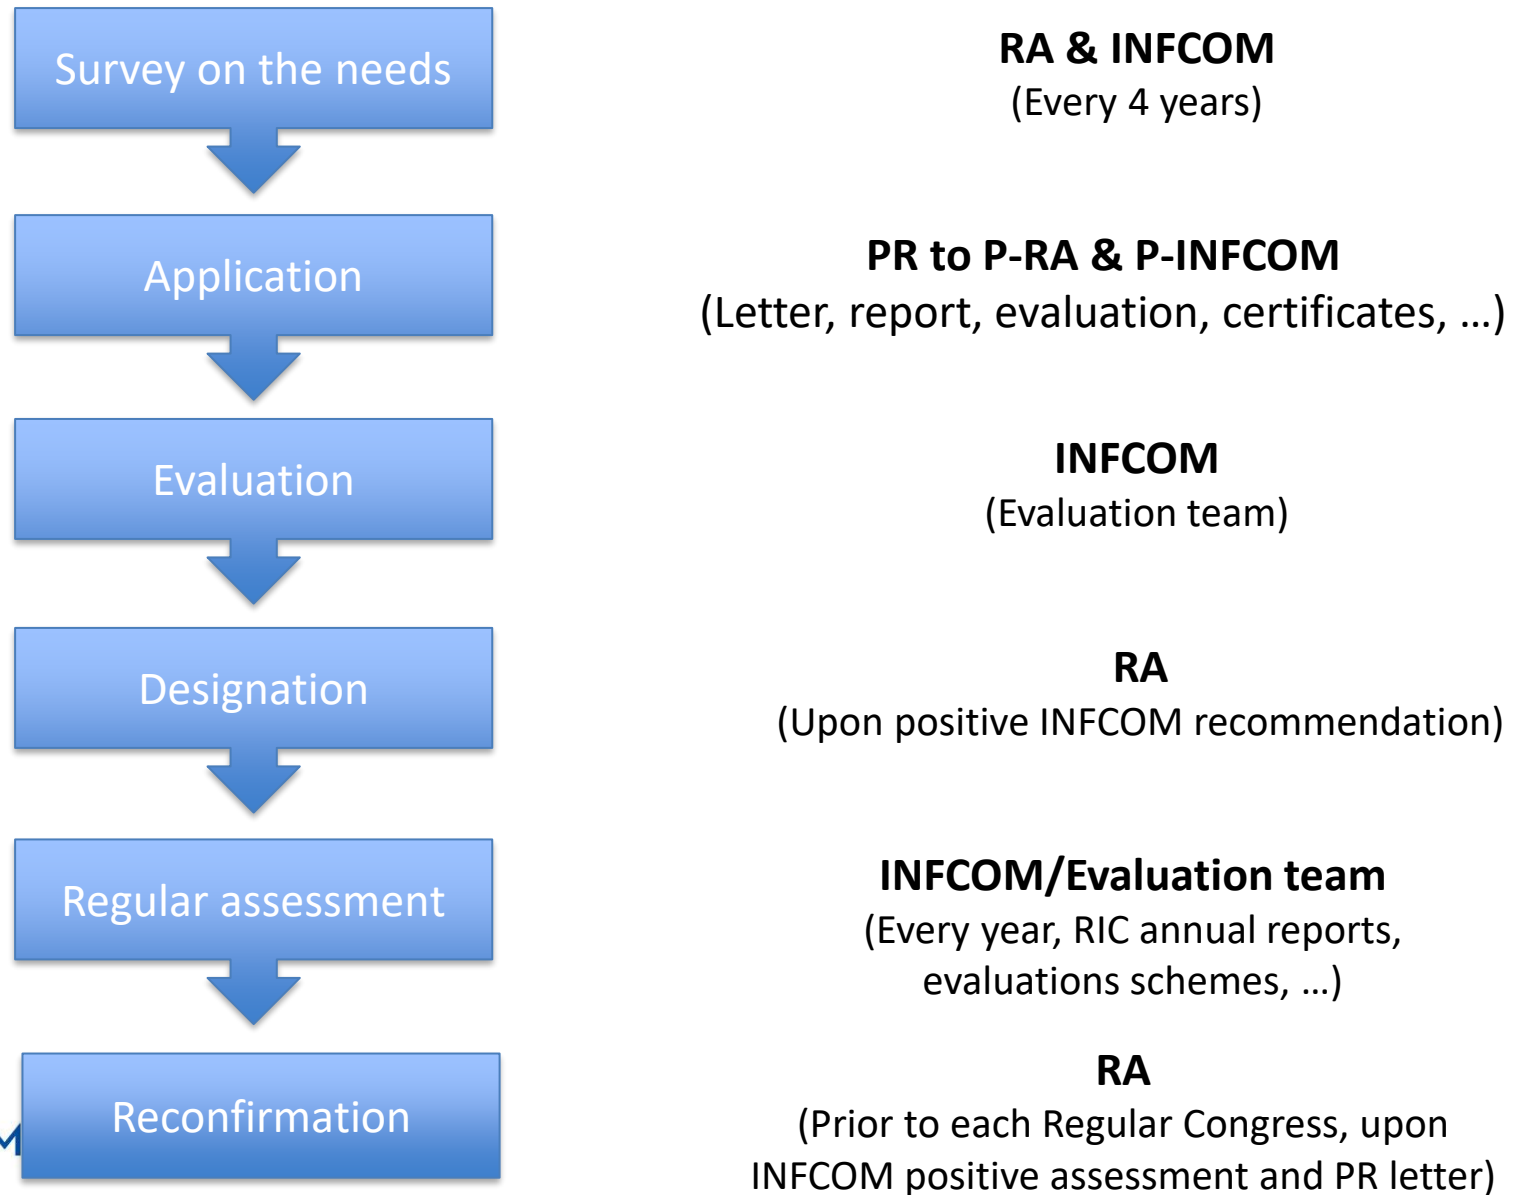 Survey on the needs
RA & INFCOM
(Every 4 years)
Application
PR to P-RA & P-INFCOM
(Letter, report, evaluation, certificates, …)
Evaluation
INFCOM
(Evaluation team)
Designation
RA
(Upon positive INFCOM recommendation)
Regular assessment
INFCOM/Evaluation team
(Every year, RIC annual reports,
evaluations schemes, …)
Reconfirmation
RA
(Prior to each Regular Congress, upon
INFCOM positive assessment and PR letter)